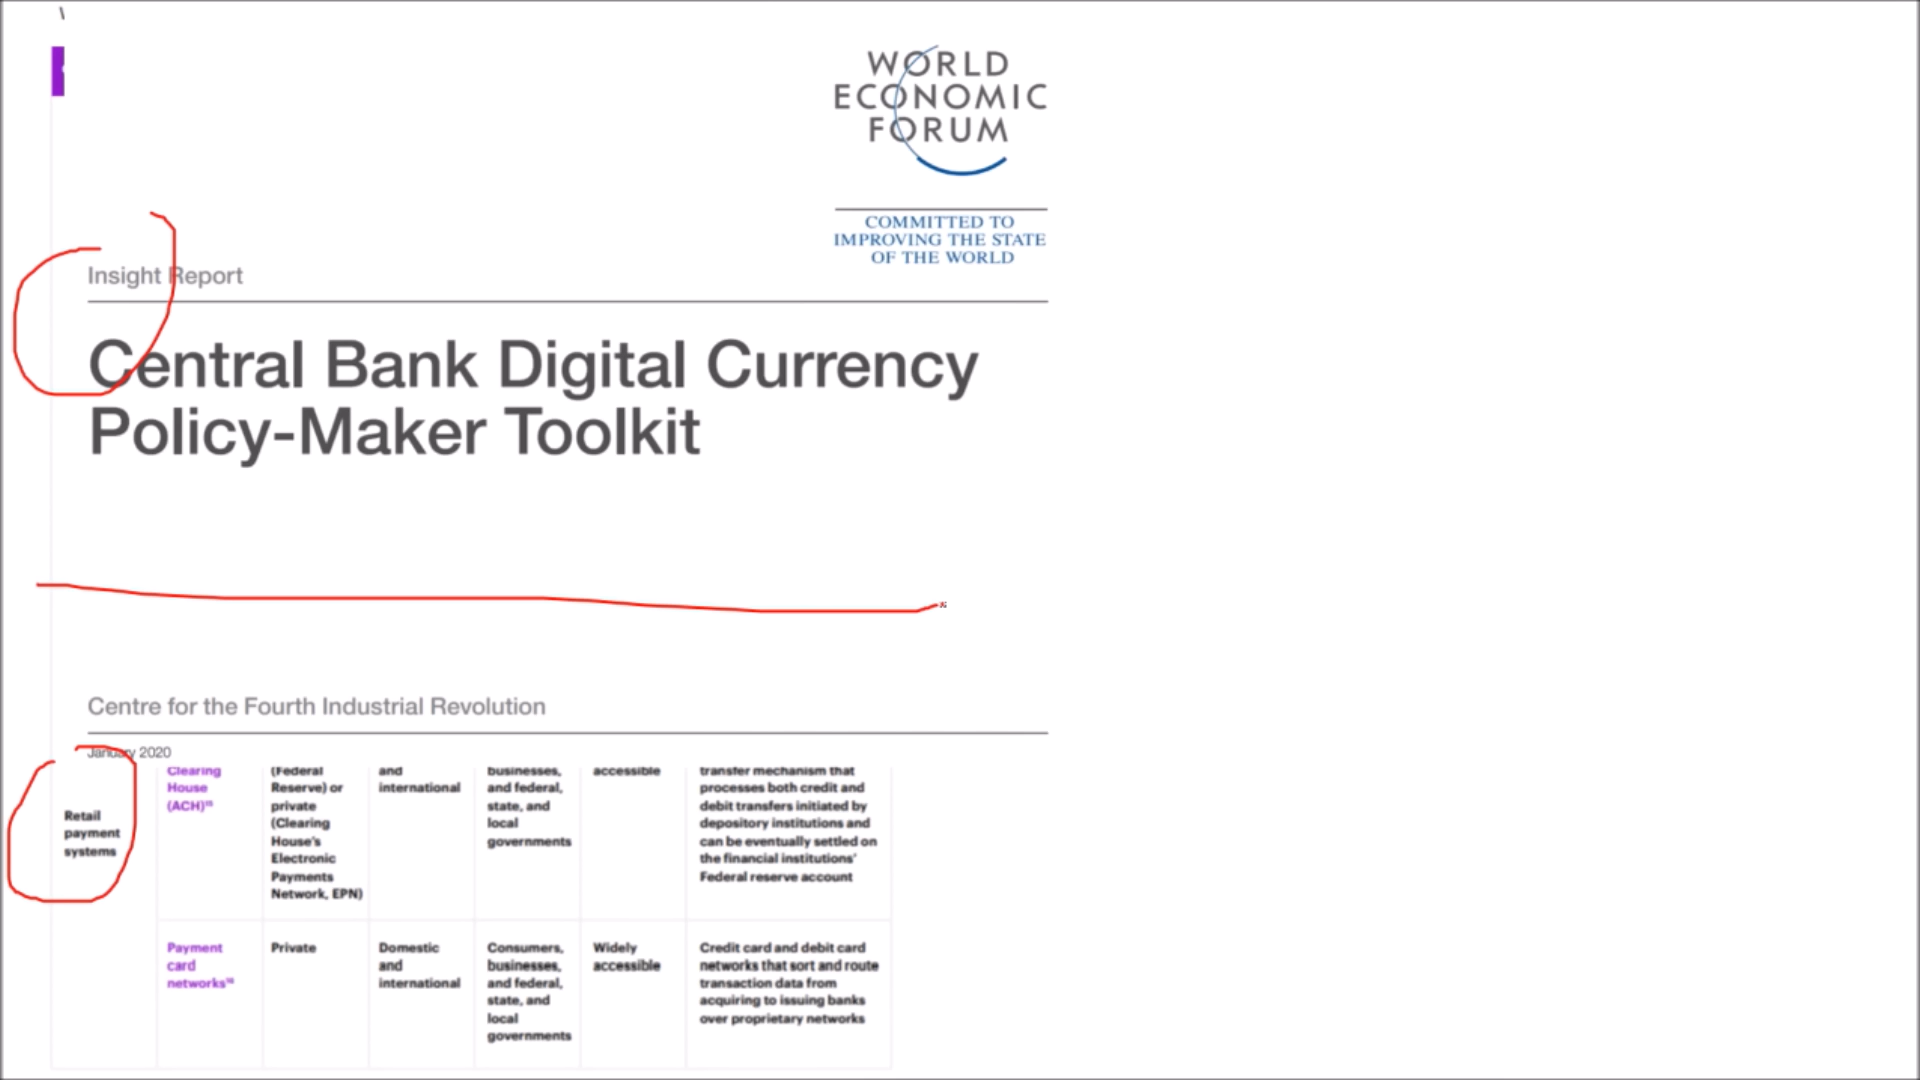 WORLD
ECONOMIC
FORUM
COMMITTED TO
IMPROVING THE STATE
OF THE WORLD
Insight Report
Central Bank Digital Currency
Policy-Maker Toolkit
Centre for the Fourth Industrial Revolution
January 2020
Retail
payment
systems
Clearing
House
(ACH)¹⁵
(Federal
Reserve) or
private
(Clearing
House's
Electronic
Payments
Network, EPN)
and
international
businesses,
and federal,
state, and
local
governments
accessible
transfer mechanism that
processes both credit and
debit transfers initiated by
depository institutions and
can be eventually settled on
the financial institutions'
Federal reserve account
Payment
card
networks¹⁶
Private
Domestic
and
international
Consumers,
businesses,
and federal,
state, and
local
governments
Widely
accessible
Credit card and debit card
networks that sort and route
transaction data from
acquiring to issuing banks
over proprietary networks